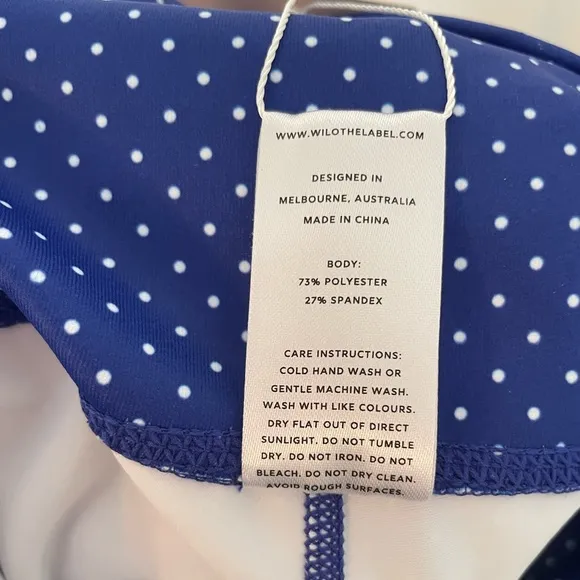 WWW.WILOTHELABEL.COM
DESIGNED IN
MELBOURNE, AUSTRALIA
MADE IN CHINA
BODY:
73% POLYESTER
27% SPANDEX
CARE INSTRUCTIONS:
COLD HAND WASH OR
GENTLE MACHINE WASH.
WASH WITH LIKE COLOURS.
DRY FLAT OUT OF DIRECT
SUNLIGHT. DO NOT TUMBLE
DRY. DO NOT IRON. DO NOT
BLEACH. DO NOT DRY CLEAN.
AVOID ROUGH SURFACES.